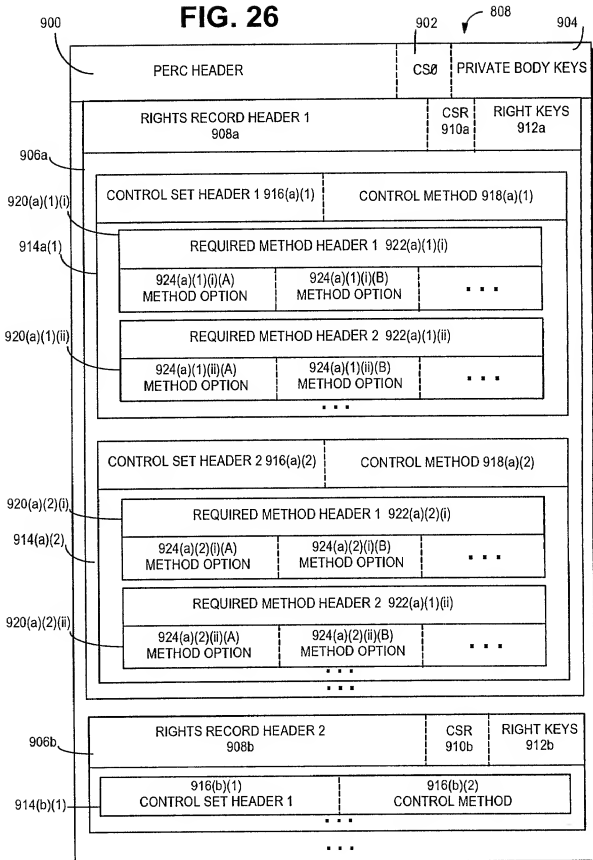 FIG. 26
900
902
808
904
PERC HEADER
CS0
PRIVATE BODY KEYS
RIGHTS RECORD HEADER 1
908a
CSR
910a
RIGHT KEYS
912a
906a
CONTROL SET HEADER 1 916(a)(1)
CONTROL METHOD 918(a)(1)
920(a)(1)(i)
914a(1)
REQUIRED METHOD HEADER 1 922(a)(1)(i)
924(a)(1)(i)(A)
METHOD OPTION
924(a)(1)(i)(B)
METHOD OPTION
...
920(a)(1)(ii)
REQUIRED METHOD HEADER 2 922(a)(1)(ii)
924(a)(1)(ii)(A)
METHOD OPTION
924(a)(1)(ii)(B)
METHOD OPTION
...
...
CONTROL SET HEADER 2 916(a)(2)
CONTROL METHOD 918(a)(2)
920(a)(2)(i)
914(a)(2)
REQUIRED METHOD HEADER 1 922(a)(2)(i)
924(a)(2)(i)(A)
METHOD OPTION
924(a)(2)(i)(B)
METHOD OPTION
...
920(a)(2)(ii)
REQUIRED METHOD HEADER 2 922(a)(1)(ii)
924(a)(2)(ii)(A)
METHOD OPTION
924(a)(2)(ii)(B)
METHOD OPTION
...
...
...
906b
RIGHTS RECORD HEADER 2
908b
CSR
910b
RIGHT KEYS
912b
914(b)(1)
916(b)(1)
CONTROL SET HEADER 1
916(b)(2)
CONTROL METHOD
...
...